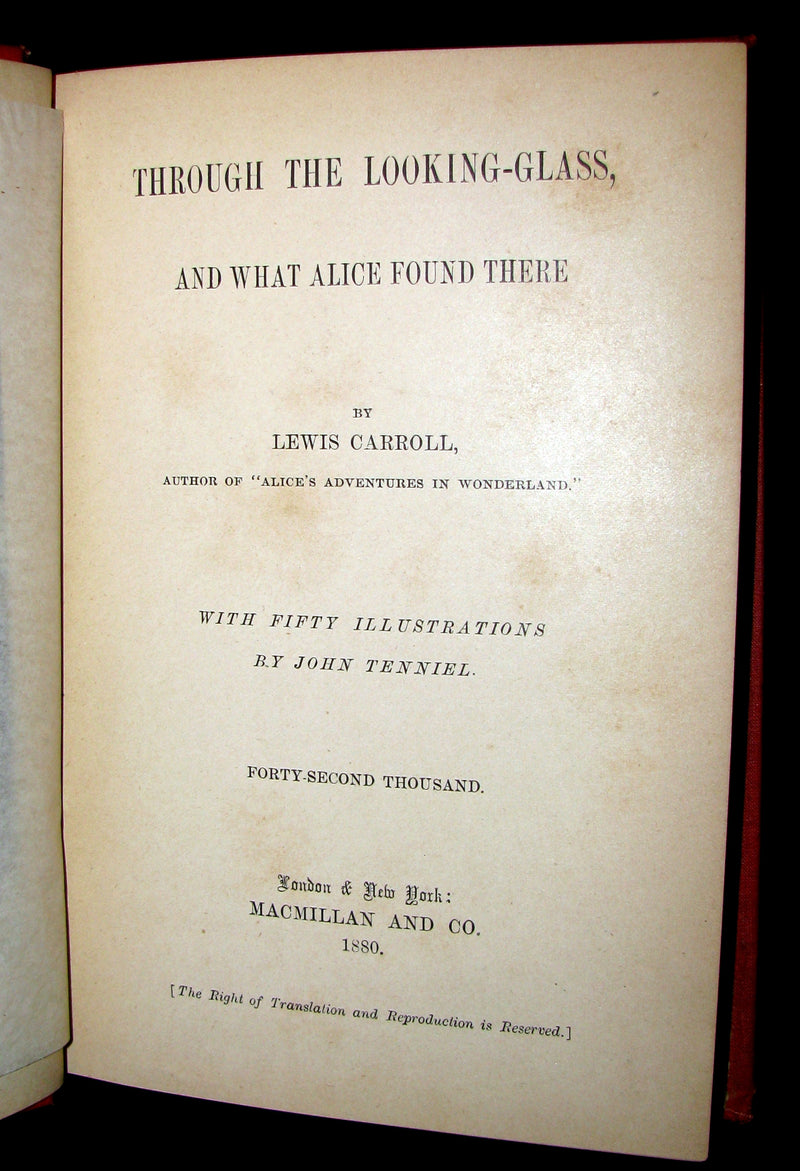 THROUGH THE LOOKING-GLASS,
AND WHAT ALICE FOUND THERE
BY
LEWIS CARROLL,
AUTHOR OF "ALICE'S ADVENTURES IN WONDERLAND."
WITH FIFTY ILLUSTRATIONS
BY JOHN TENNIEL.
FORTY-SECOND THOUSAND.
London & New York:
MACMILLAN AND CO.
1880.
[The Right of Translation and Reproduction is Reserved.]